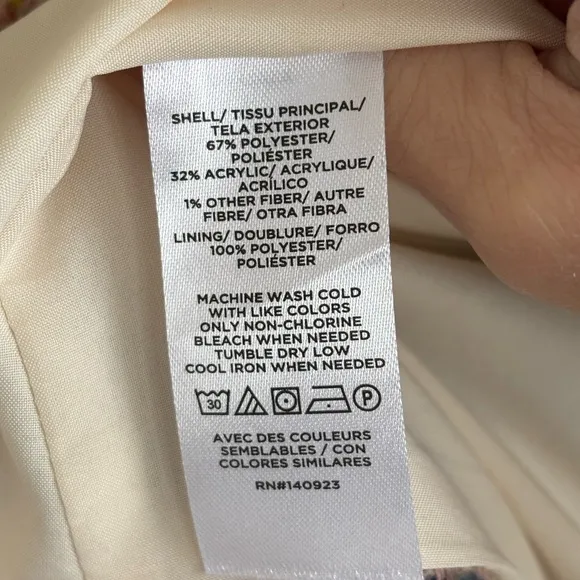 SHELL/ TISSU PRINCIPAL/
TELA EXTERIOR
67% POLYESTER/
POLIÉSTER
32% ACRYLIC/ ACRYLIQUE/
ACRÍLICO
1% OTHER FIBER/ AUTRE
FIBRE/ OTRA FIBRA
LINING/ DOUBLURE/ FORRO
100% POLYESTER/
POLIÉSTER
MACHINE WASH COLD
WITH LIKE COLORS
ONLY NON-CHLORINE
BLEACH WHEN NEEDED
TUMBLE DRY LOW
COOL IRON WHEN NEEDED
30 P
AVEC DES COULEURS
SEMBLABLES / CON
COLORES SIMILARES
RN#140923